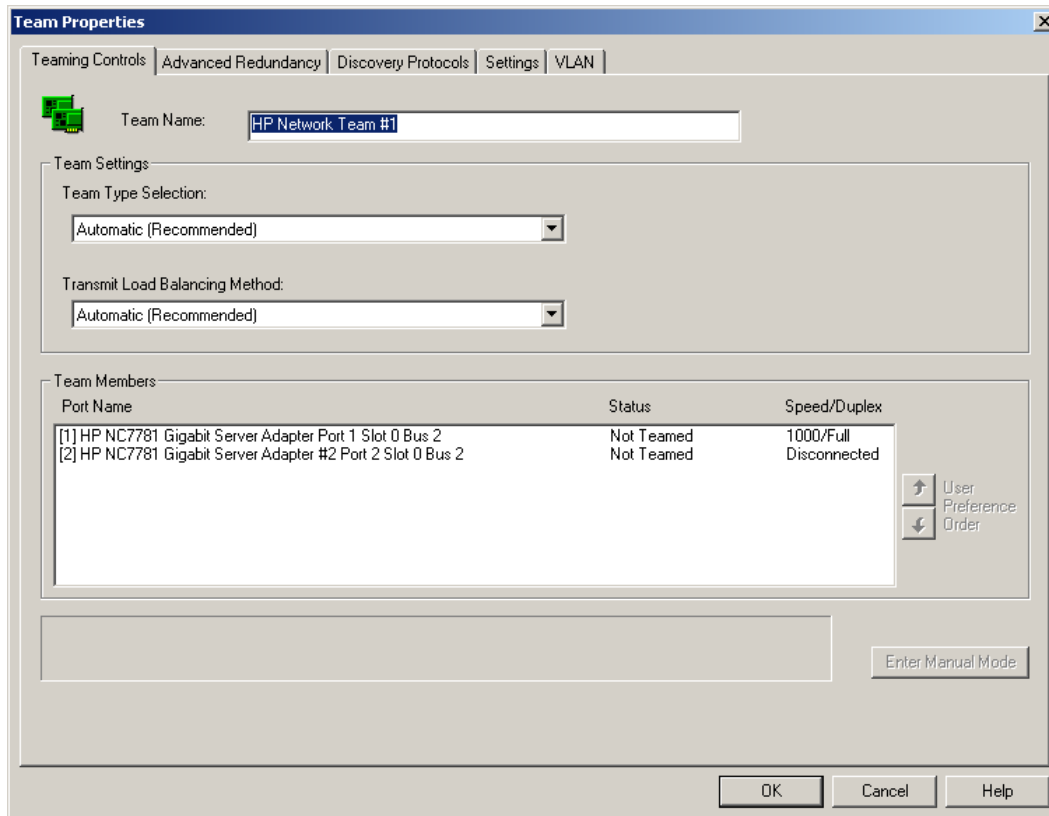 Team Properties
Teaming Controls Advanced Redundancy Discovery Protocols Settings VLAN
Team Name: HP Network Team #1
Team Settings
Team Type Selection:
Automatic (Recommended)
Transmit Load Balancing Method:
Automatic (Recommended)
Team Members
Port Name Status Speed/Duplex
[1] HP NC7781 Gigabit Server Adapter Port 1 Slot 0 Bus 2 Not Teamed 1000/Full
[2] HP NC7781 Gigabit Server Adapter #2 Port 2 Slot 0 Bus 2 Not Teamed Disconnected
User
Preference
Order
Enter Manual Mode
OK Cancel Help